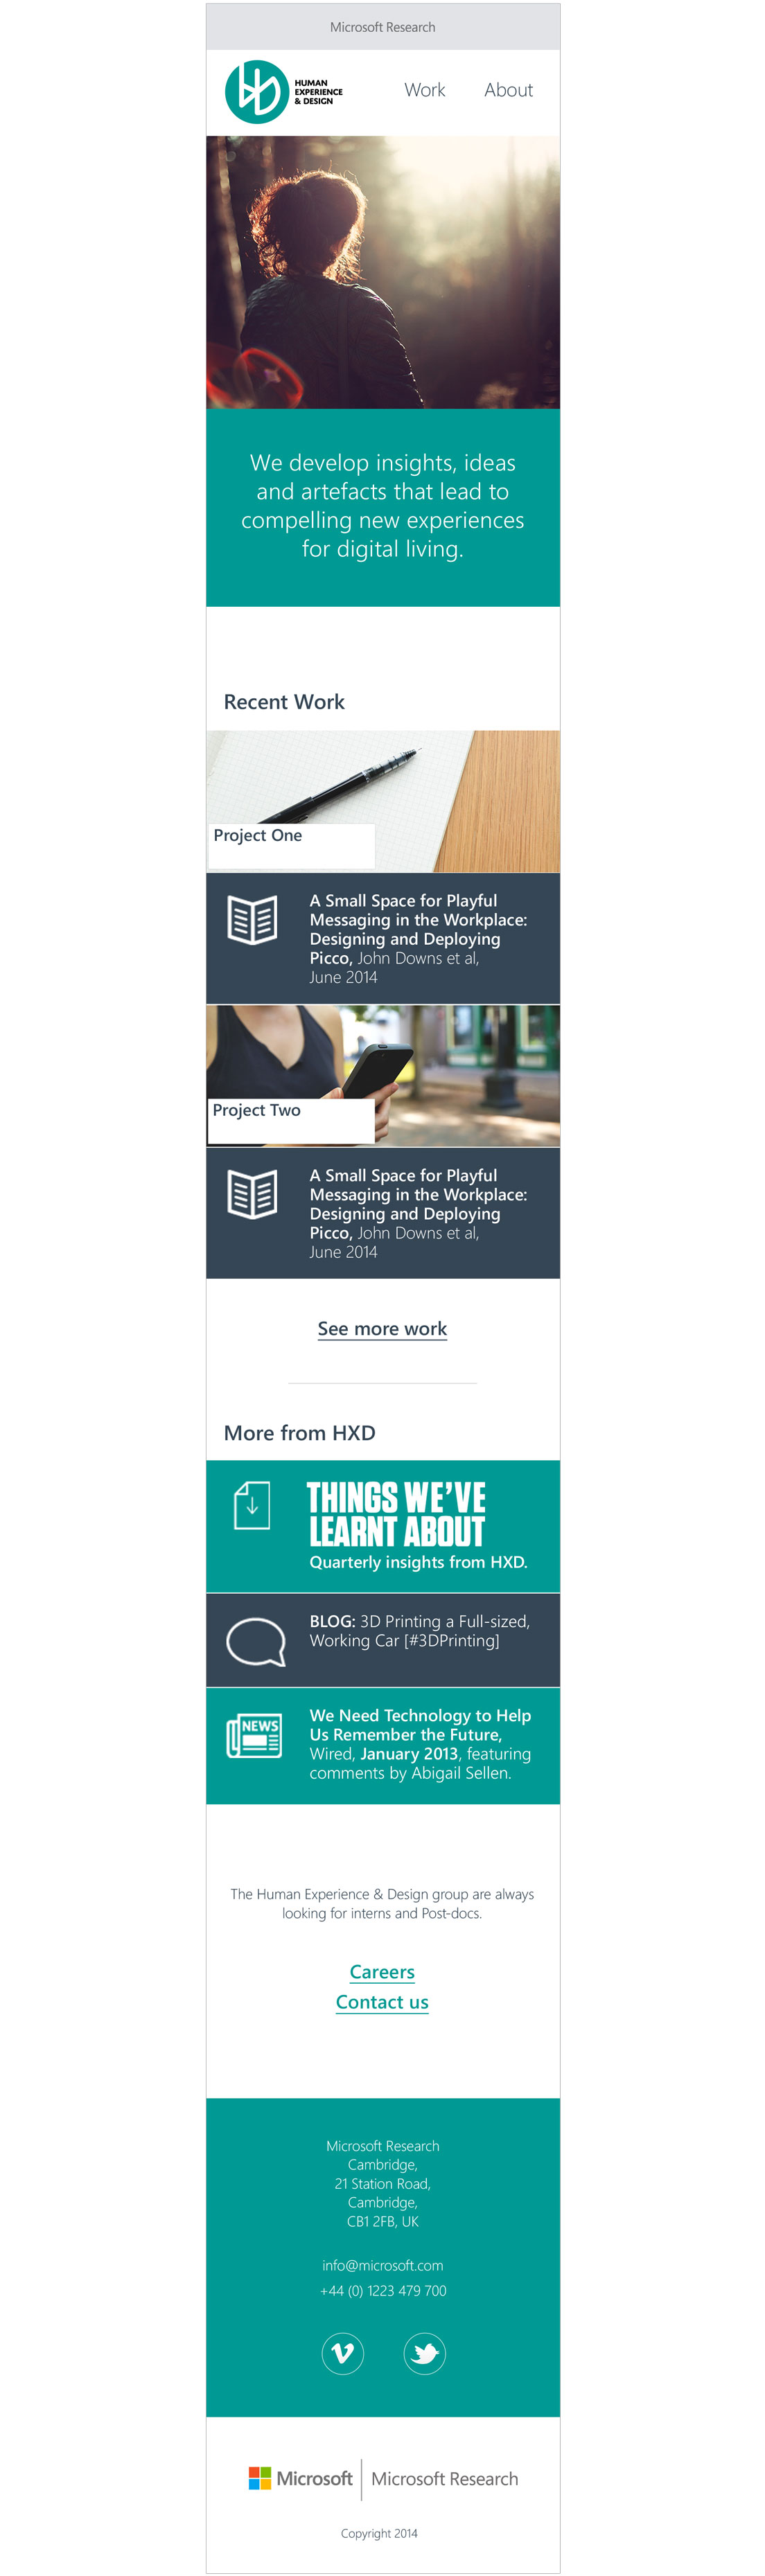 Microsoft Research
HUMAN
EXPERIENCE
& DESIGN
Work About
We develop insights, ideas
and artefacts that lead to
compelling new experiences
for digital living.
Recent Work
Project One
A Small Space for Playful
Messaging in the Workplace:
Designing and Deploying
Picco, John Downs et al,
June 2014
Project Two
A Small Space for Playful
Messaging in the Workplace:
Designing and Deploying
Picco, John Downs et al,
June 2014
See more work
More from HXD
THINGS WE'VE
LEARNT ABOUT
Quarterly insights from HXD.
BLOG: 3D Printing a Full-sized,
Working Car [#3DPrinting]
NEWS
We Need Technology to Help
Us Remember the Future,
Wired, January 2013, featuring
comments by Abigail Sellen.
The Human Experience & Design group are always
looking for interns and Post-docs.
Careers
Contact us
Microsoft Research
Cambridge,
21 Station Road,
Cambridge,
CB1 2FB, UK
info@microsoft.com
+44 (0) 1223 479 700
Microsoft Microsoft Research
Copyright 2014